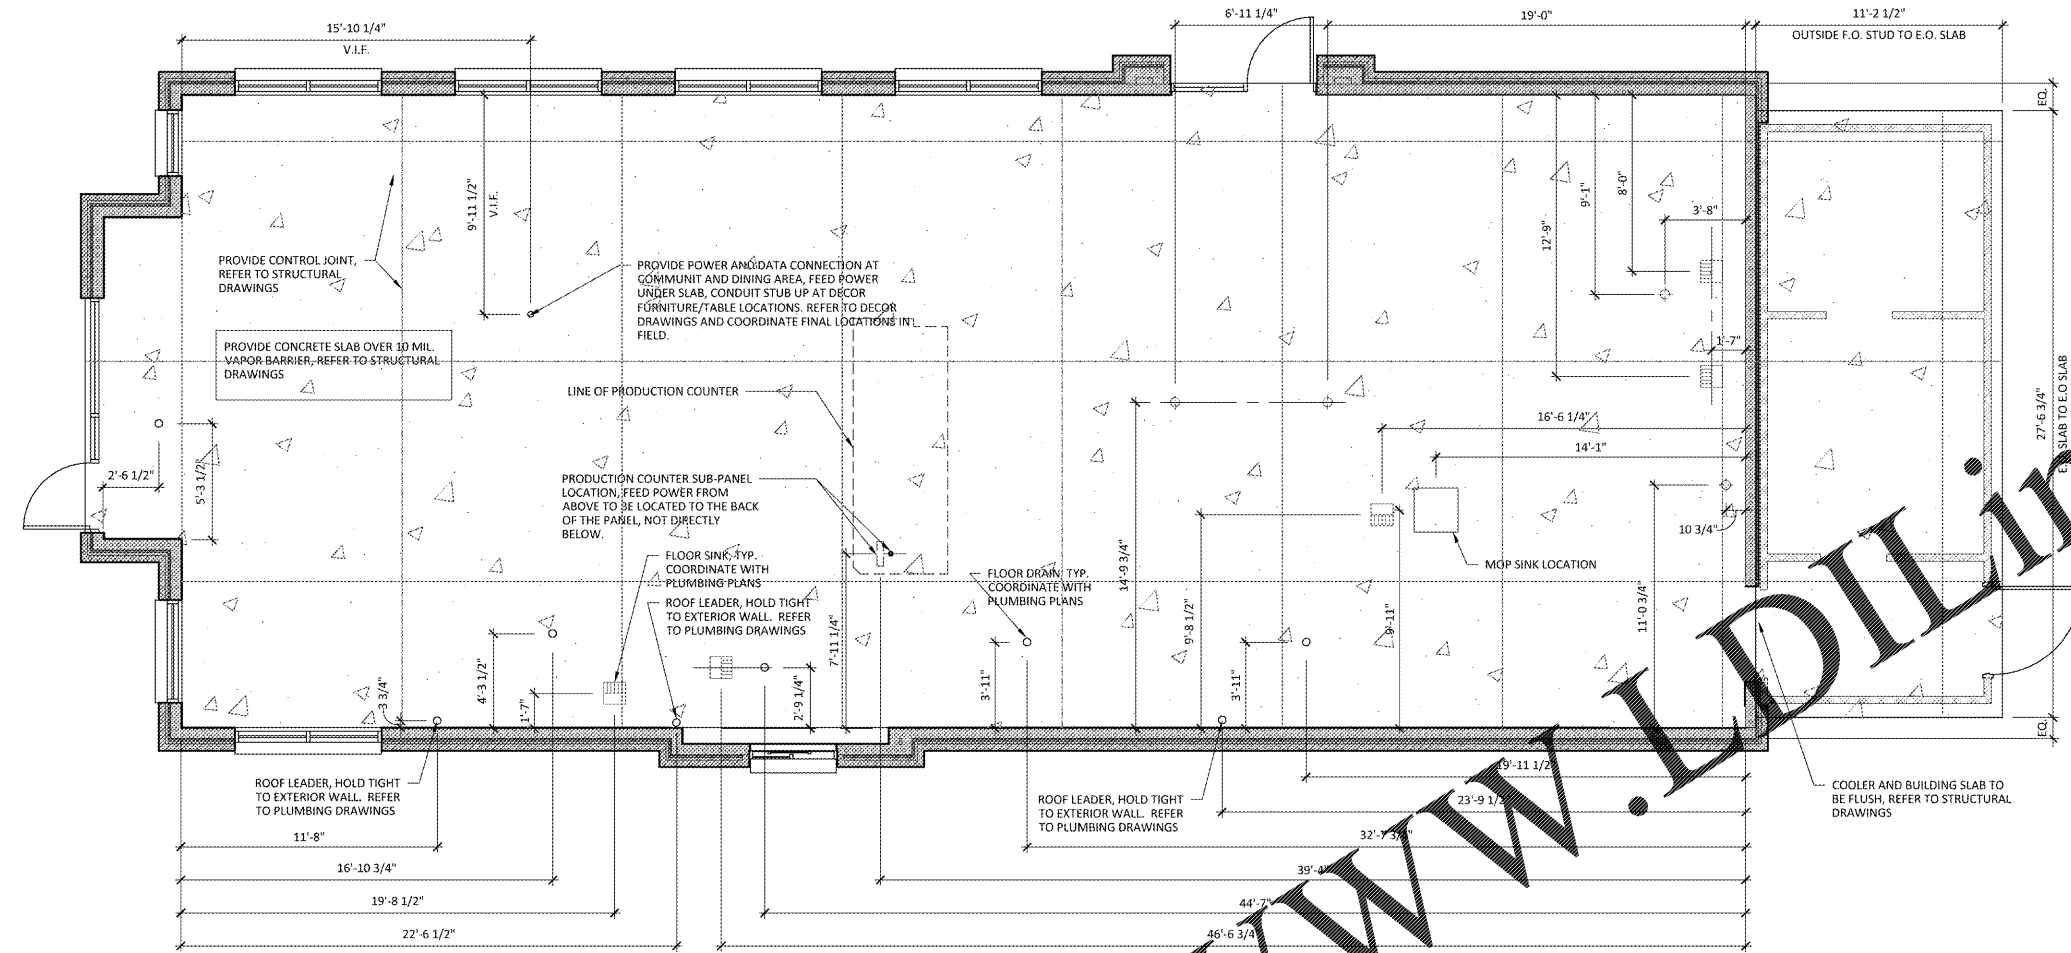 15'-10 1/4"
V.I.F.
6'-11 1/4"
19'-0"
11'-2 1/2"
OUTSIDE F.O. STUD TO E.O. SLAB
EQ.
9'-11 1/2"
V.I.F.
12'-9"
9'-1"
8'-0"
3'-8"
PROVIDE CONTROL JOINT,
REFER TO STRUCTURAL
DRAWINGS
PROVIDE POWER AND DATA CONNECTION AT
COMMUNIT AND DINING AREA, FEED POWER
UNDER SLAB, CONDUIT STUB UP AT DECOR
FURNITURE/TABLE LOCATIONS. REFER TO DECOR
DRAWINGS AND COORDINATE FINAL LOCATIONS IN
FIELD.
PROVIDE CONCRETE SLAB OVER 10 MIL.
VAPOR BARRIER, REFER TO STRUCTURAL
DRAWINGS
1'-7"
LINE OF PRODUCTION COUNTER
27'-6 3/4"
E.O. SLAB TO E.O SLAB
16'-6 1/4"
14'-1"
2'-6 1/2"
5'-3 1/2"
PRODUCTION COUNTER SUB-PANEL
LOCATION, FEED POWER FROM
ABOVE TO BE LOCATED TO THE BACK
OF THE PANEL, NOT DIRECTLY
BELOW.
10 3/4"
FLOOR SINK, TYP.
COORDINATE WITH
PLUMBING PLANS
FLOOR DRAIN, TYP.
COORDINATE WITH
PLUMBING PLANS
MOP SINK LOCATION
14'-9 3/4"
ROOF LEADER, HOLD TIGHT
TO EXTERIOR WALL. REFER
TO PLUMBING DRAWINGS
7'-11 1/4"
9'-8 1/2"
9'-11"
11'-0 3/4"
3 3/4"
4'-3 1/2"
1'-7"
2'-9 1/4"
3'-11"
3'-11"
EQ.
ROOF LEADER, HOLD TIGHT
TO EXTERIOR WALL. REFER
TO PLUMBING DRAWINGS
ROOF LEADER, HOLD TIGHT
TO EXTERIOR WALL. REFER
TO PLUMBING DRAWINGS
COOLER AND BUILDING SLAB TO
BE FLUSH, REFER TO STRUCTURAL
DRAWINGS
19'-11 1/2"
23'-9 1/2"
32'-7 3/4"
11'-8"
16'-10 3/4"
39'-4"
19'-8 1/2"
44'-7"
22'-6 1/2"
46'-6 3/4"
www.LDILin